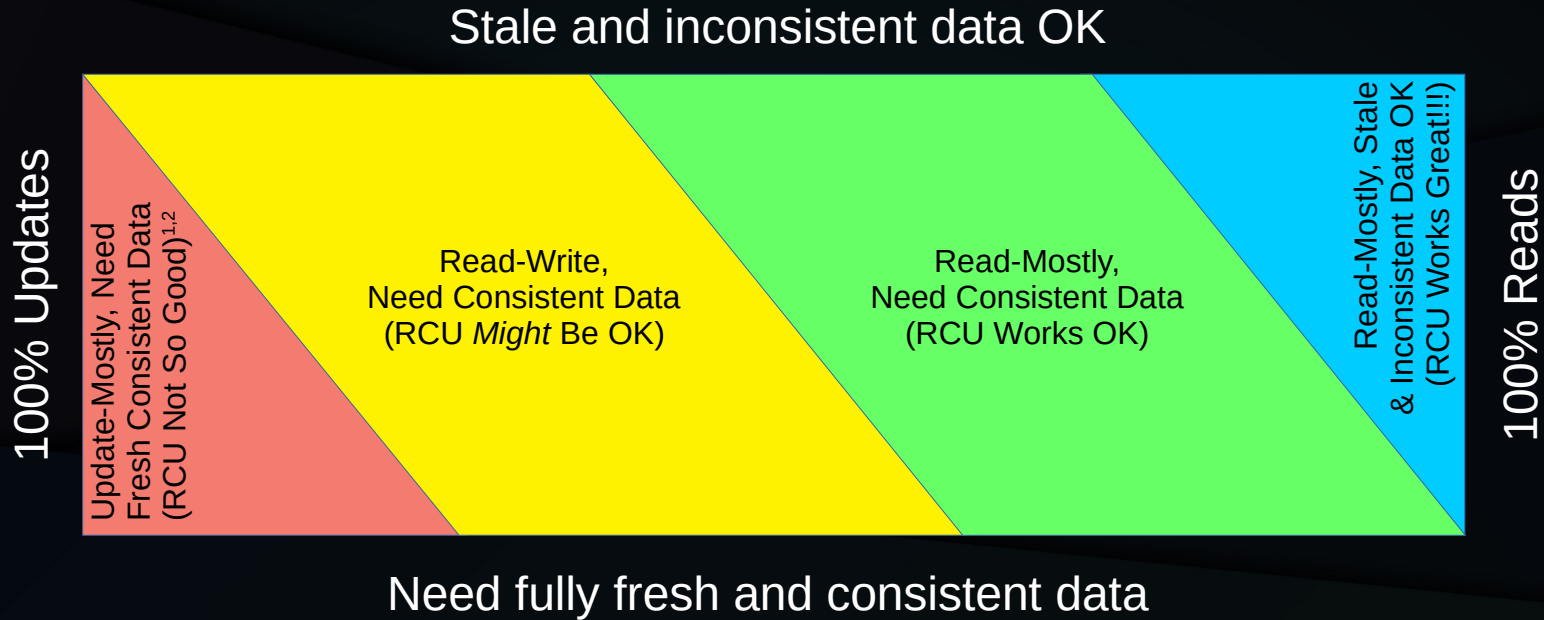 Stale and inconsistent data OK
100% Updates
Update-Mostly, Need
Fresh Consistent Data
(RCU Not So Good)1,2
Read-Write,
Need Consistent Data
(RCU Might Be OK)
Read-Mostly,
Need Consistent Data
(RCU Works OK)
Read-Mostly, Stale
& Inconsistent Data OK
(RCU Works Great!!!)
100% Reads
Need fully fresh and consistent data